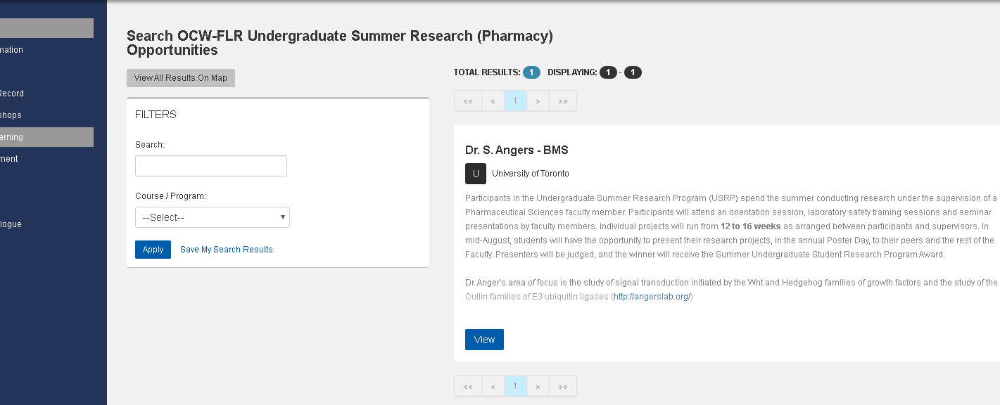 mation
Record
shops
arning
ment
logue
Search OCW-FLR Undergraduate Summer Research (Pharmacy)
Opportunities
View All Results On Map
FILTERS
Search:
Course / Program:
--Select--
Apply Save My Search Results
TOTAL RESULTS: 1 DISPLAYING: 1 - 1
«« « 1 » »»
Dr. S. Angers - BMS
U University of Toronto
Participants in the Undergraduate Summer Research Program (USRP) spend the summer conducting research under the supervision of a
Pharmaceutical Sciences faculty member. Participants will attend an orientation session, laboratory safety training sessions and seminar
presentations by faculty members. Individual projects will run from 12 to 16 weeks as arranged between participants and supervisors. In
mid-August, students will have the opportunity to present their research projects, in the annual Poster Day, to their peers and the rest of the
Faculty. Presenters will be judged, and the winner will receive the Summer Undergraduate Student Research Program Award.
Dr. Anger's area of focus is the study of signal transduction initiated by the Wnt and Hedgehog families of growth factors and the study of the
Cullin families of E3 ubiquitin ligases (http://angerslab.org/)
View
«« « 1 » »»